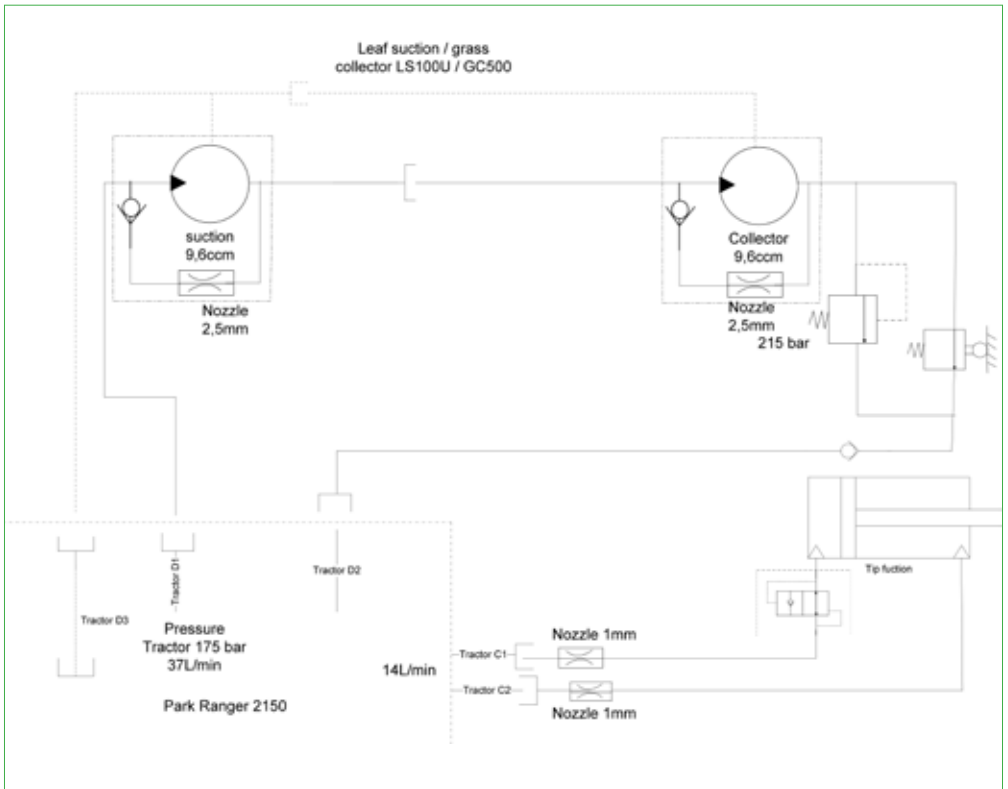 Leaf suction / grass
collector LS100U / GC500
suction
9,6ccm
Nozzle
2,5mm
Collector
9,6ccm
Nozzle
2,5mm
215 bar
Tip fuction
Tractor D1
Tractor D2
Tractor D3
Pressure
Tractor 175 bar
37L/min
Park Ranger 2150
14L/min
Tractor C1
Nozzle 1mm
Tractor C2
Nozzle 1mm